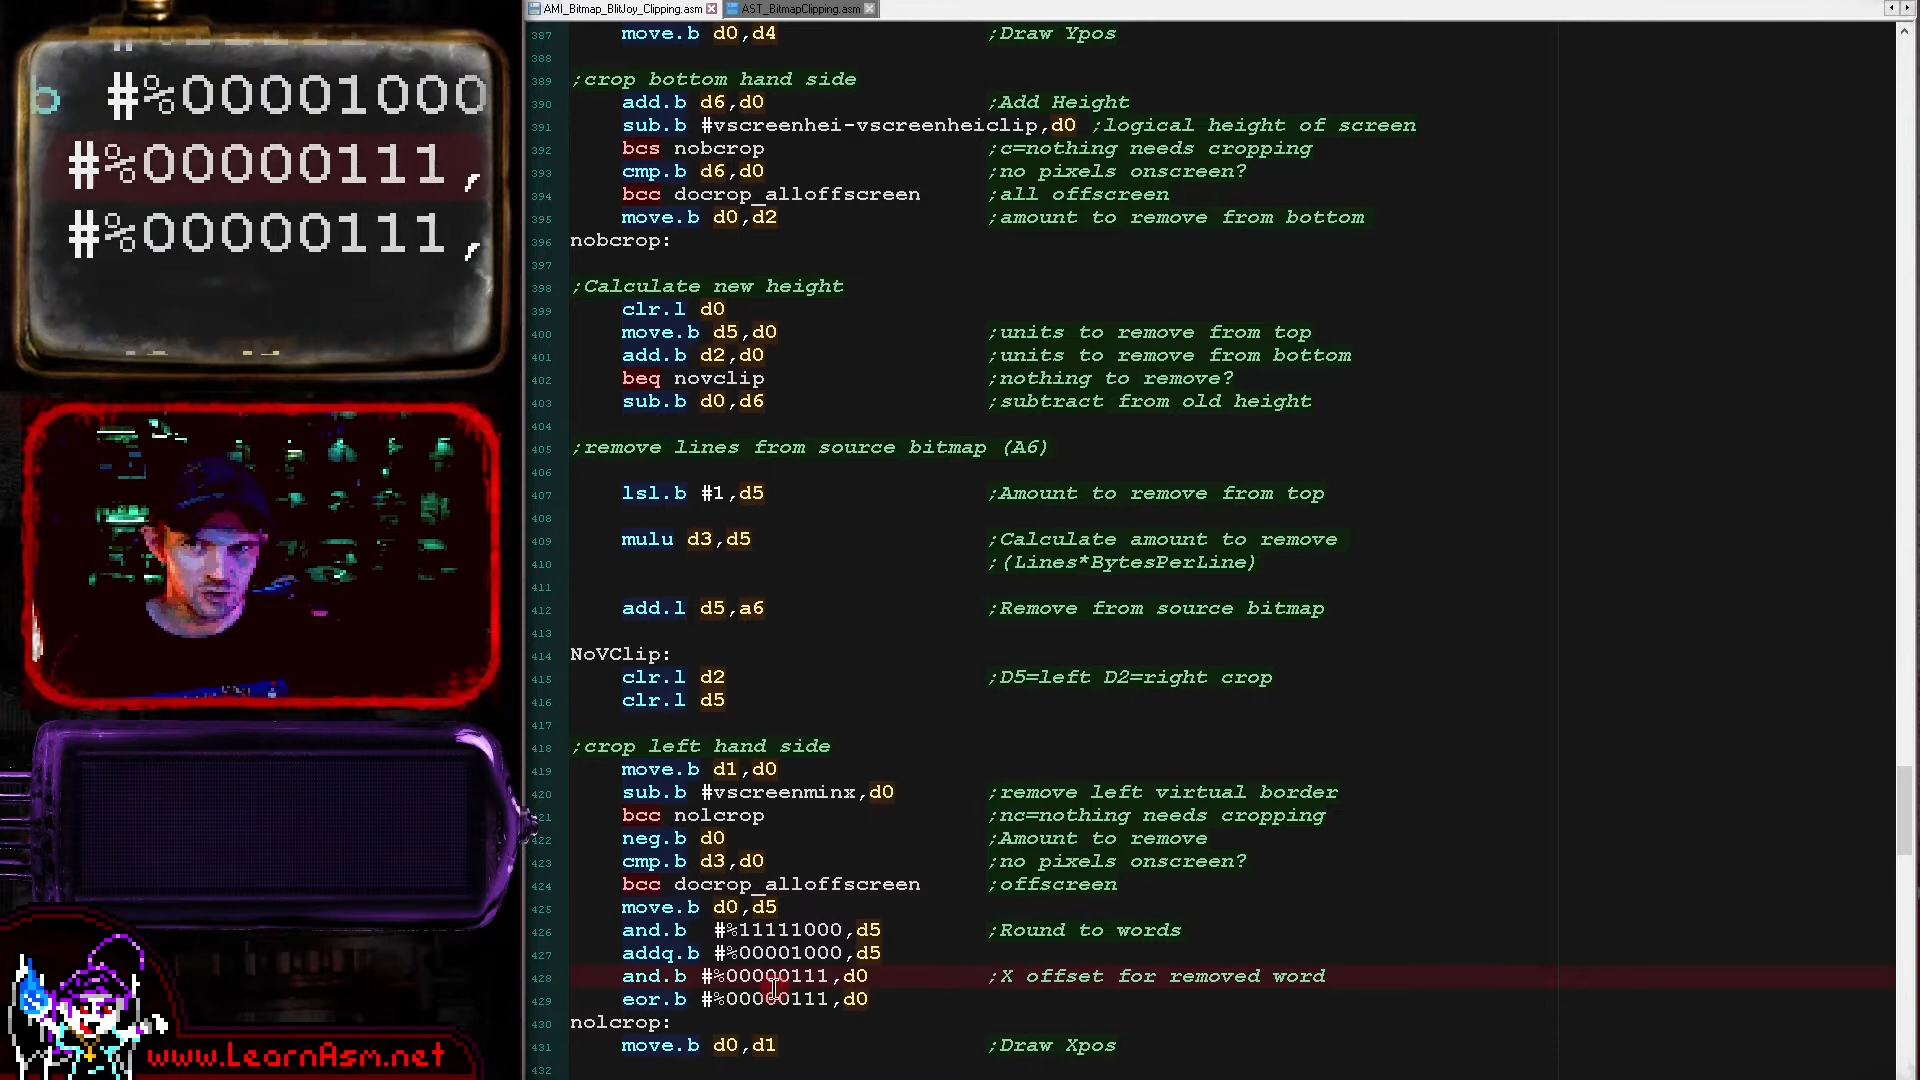 AMI_Bitmap_BlitJoy_Clipping.asm AST_BitmapClipping.asm
b #%00001000
#%00000111,
#%00000111,
387 move.b d0,d4 ;Draw Ypos
388
389 ;crop bottom hand side
390 add.b d6,d0 ;Add Height
391 sub.b #vscreenhei-vscreenheiclip,d0 ;logical height of screen
392 bcs nobcrop ;c=nothing needs cropping
393 cmp.b d6,d0 ;no pixels onscreen?
394 bcc docrop_alloffscreen ;all offscreen
395 move.b d0,d2 ;amount to remove from bottom
396 nobcrop:
397
398 ;Calculate new height
399 clr.l d0
400 move.b d5,d0 ;units to remove from top
401 add.b d2,d0 ;units to remove from bottom
402 beq novclip ;nothing to remove?
403 sub.b d0,d6 ;subtract from old height
404
405 ;remove lines from source bitmap (A6)
406
407 lsl.b #1,d5 ;Amount to remove from top
408
409 mulu d3,d5 ;Calculate amount to remove
410 ;(Lines*BytesPerLine)
411
412 add.l d5,a6 ;Remove from source bitmap
413
414 NoVClip:
415 clr.l d2 ;D5=left D2=right crop
416 clr.l d5
417
418 ;crop left hand side
419 move.b d1,d0
420 sub.b #vscreenminx,d0 ;remove left virtual border
421 bcc nolcrop ;nc=nothing needs cropping
422 neg.b d0 ;Amount to remove
423 cmp.b d3,d0 ;no pixels onscreen?
424 bcc docrop_alloffscreen ;offscreen
425 move.b d0,d5
426 and.b #%11111000,d5 ;Round to words
427 addq.b #%00001000,d5
428 and.b #%00000111,d0 ;X offset for removed word
429 eor.b #%00000111,d0
430 nolcrop:
431 move.b d0,d1 ;Draw Xpos
432
www.LearnAsm.net